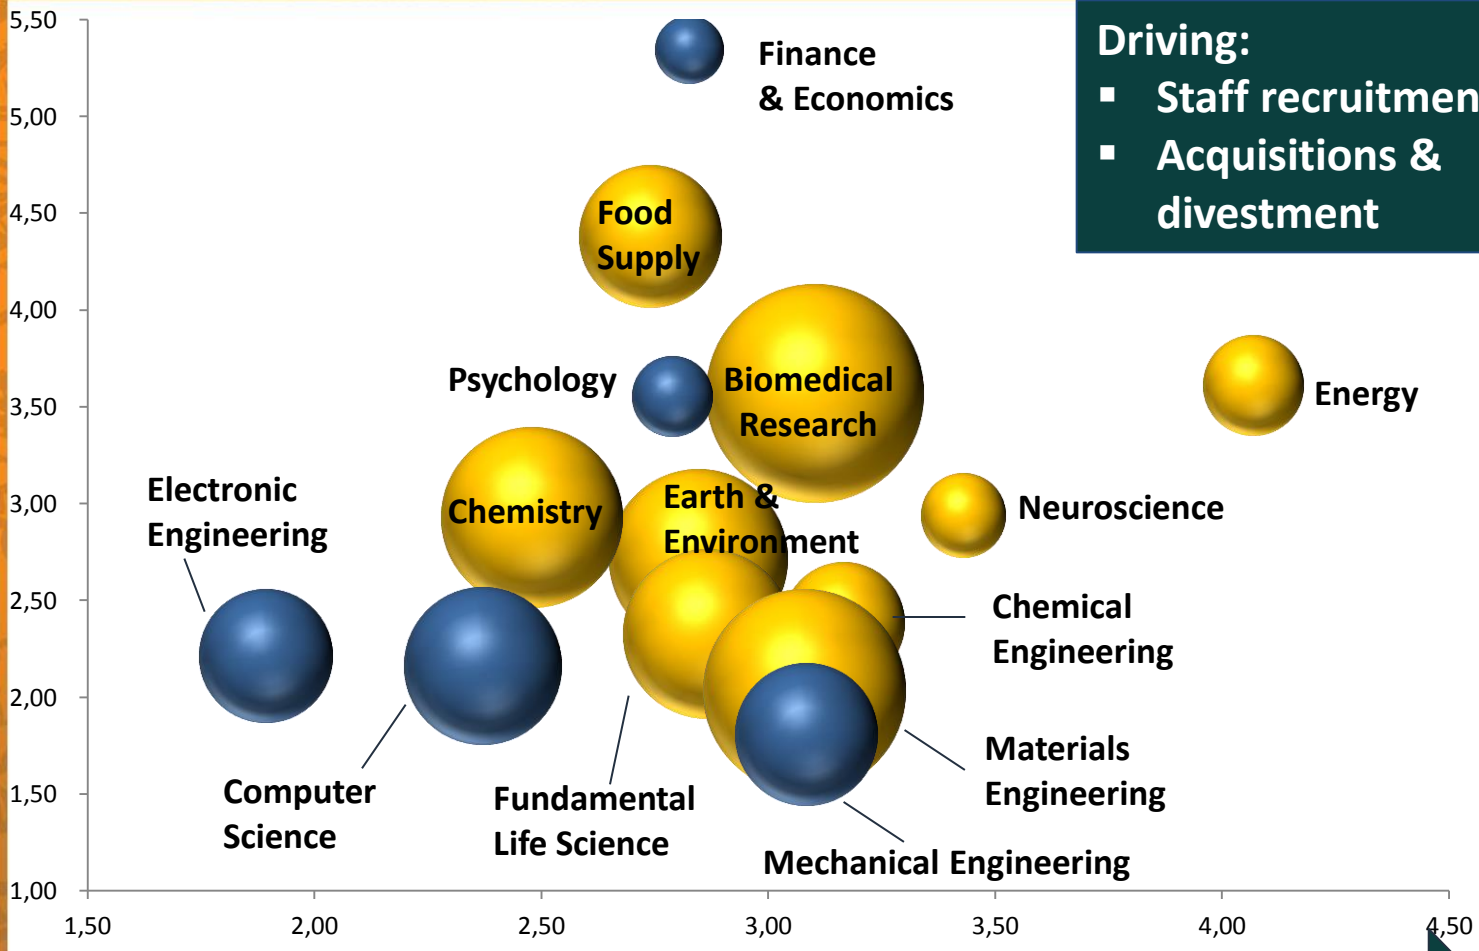 5,50
5,00
4,50
4,00
3,50
3,00
2,50
2,00
1,50
1,00
1,50
2,00
2,50
3,00
3,50
4,00
4,50
Finance
& Economics
Driving:
▪ Staff recruitmen
▪ Acquisitions &
divestment
Food
Supply
Psychology
Biomedical
Research
Energy
Electronic
Engineering
Chemistry
Earth &
Environment
Neuroscience
Chemical
Engineering
Computer
Science
Fundamental
Life Science
Materials
Engineering
Mechanical Engineering